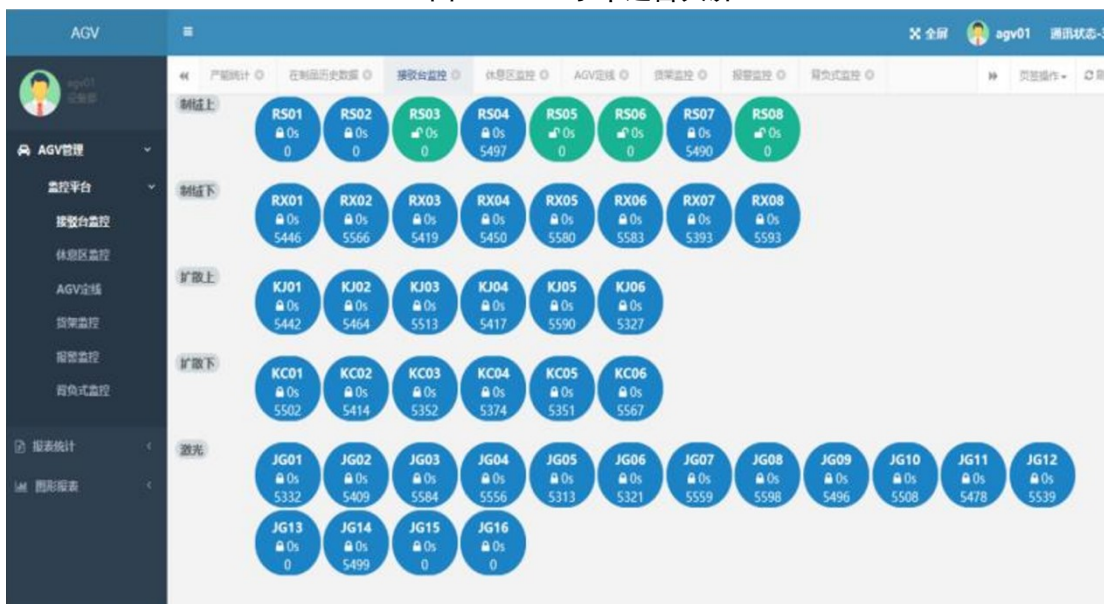 AGV
全屏
agv01
通讯状态-
agv01
设备部
产能统计
在制品历史数据
接驳台监控
休息区监控
AGV定线
货架监控
报警监控
背负式监控
页签操作
AGV管理
监控平台
接驳台监控
休息区监控
AGV定线
货架监控
报警监控
背负式监控
报表统计
图形报表
制绒上
RS01 RS02 RS03 RS04 RS05 RS06 RS07 RS08
0s 0s 0s 0s 0s 0s 0s 0s
0 0 0 5497 0 0 5490 0
制绒下
RX01 RX02 RX03 RX04 RX05 RX06 RX07 RX08
0s 0s 0s 0s 0s 0s 0s 0s
5446 5566 5419 5450 5580 5583 5393 5593
扩散上
KJ01 KJ02 KJ03 KJ04 KJ05 KJ06
0s 0s 0s 0s 0s 0s
5442 5464 5513 5417 5590 5327
扩散下
KC01 KC02 KC03 KC04 KC05 KC06
0s 0s 0s 0s 0s 0s
5502 5414 5352 5374 5351 5567
激光
JG01 JG02 JG03 JG04 JG05 JG06 JG07 JG08 JG09 JG10 JG11 JG12
0s 0s 0s 0s 0s 0s 0s 0s 0s 0s 0s 0s
5332 5409 5584 5556 5313 5321 5559 5598 5496 5508 5478 5539
JG13 JG14 JG15 JG16
0s 0s 0s 0s
0 5499 0 0